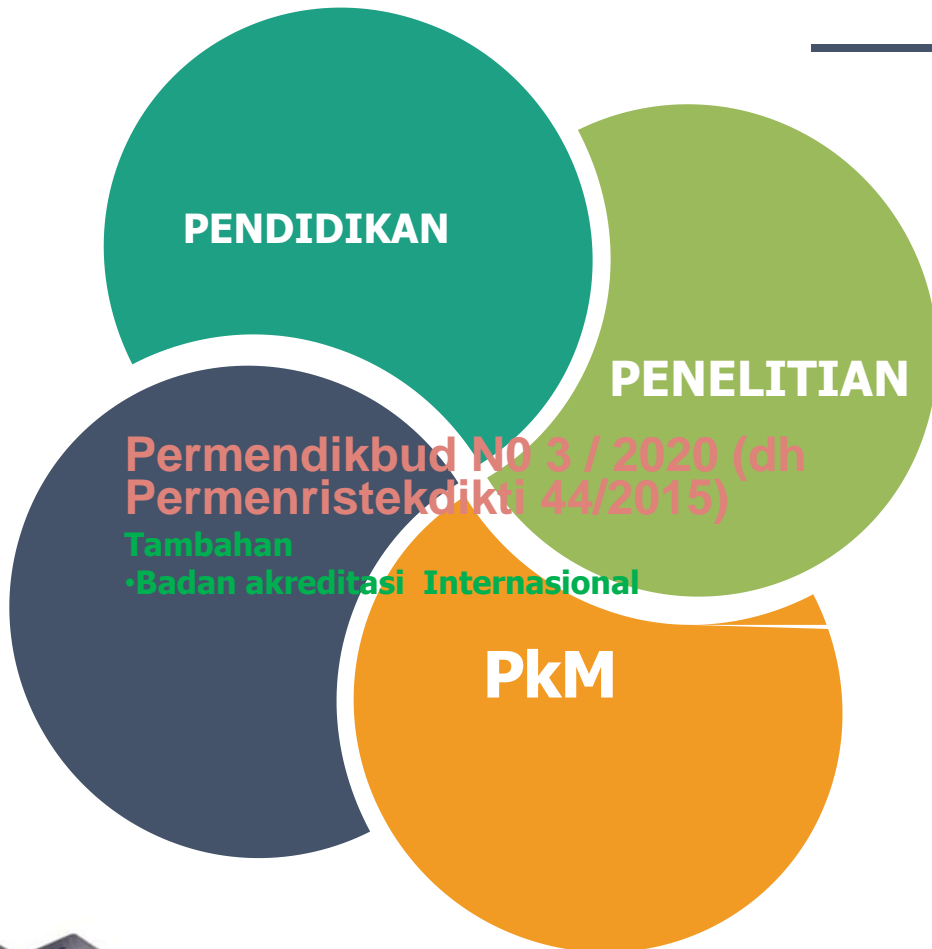 PENDIDIKAN
PENELITIAN
Permendikbud N0 3 / 2020 (dh
Permenristekdikti 44/2015)
Tambahan
•Badan akreditasi Internasional
PkM